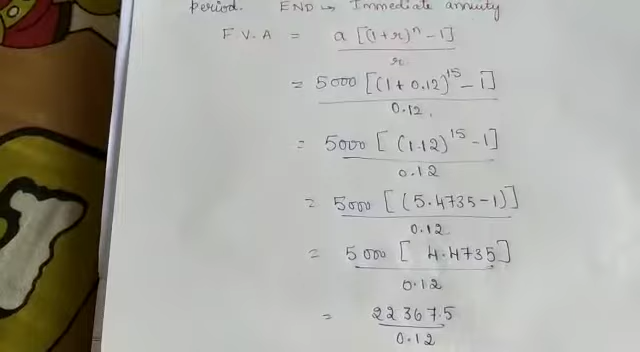 period. END ↳ Immediate annuity
F V.A = a [(1+r)ⁿ - 1]
r
= 5000 [(1 + 0.12)¹⁵ - 1]
0.12.
= 5000 [ (1.12)¹⁵ - 1]
0.12
= 5000 [ (5.4735 - 1)]
0.12.
= 5000 [ 4.4735]
0.12
= 22367.5
0.12